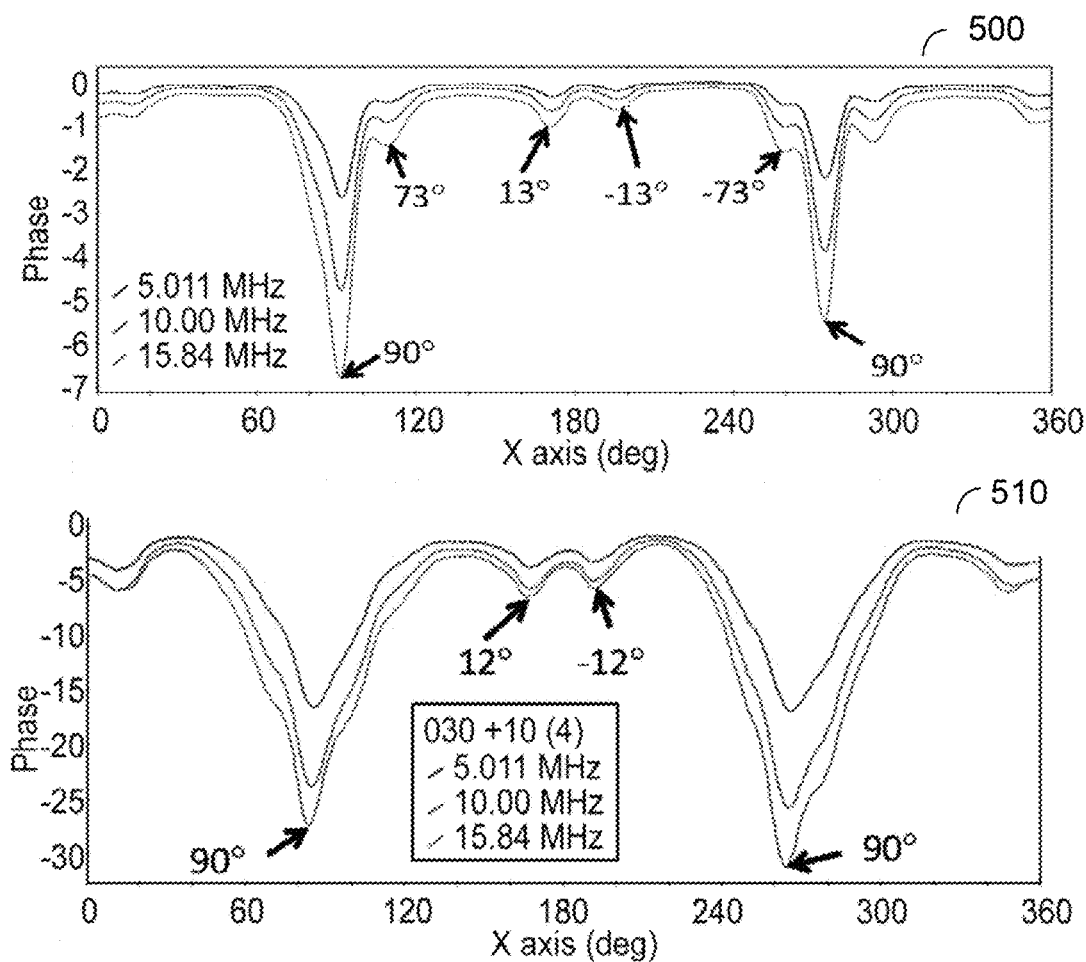 500
0
-1
-2
-3
-4
-5
-6
-7
Phase
73°
13°
-13°
-73°
5.011 MHz
10.00 MHz
15.84 MHz
90°
90°
0 60 120 180 240 300 360
X axis (deg)
510
0
-5
-10
-15
-20
-25
-30
Phase
12°
-12°
030 +10 (4)
5.011 MHz
10.00 MHz
15.84 MHz
90°
90°
0 60 120 180 240 300 360
X axis (deg)